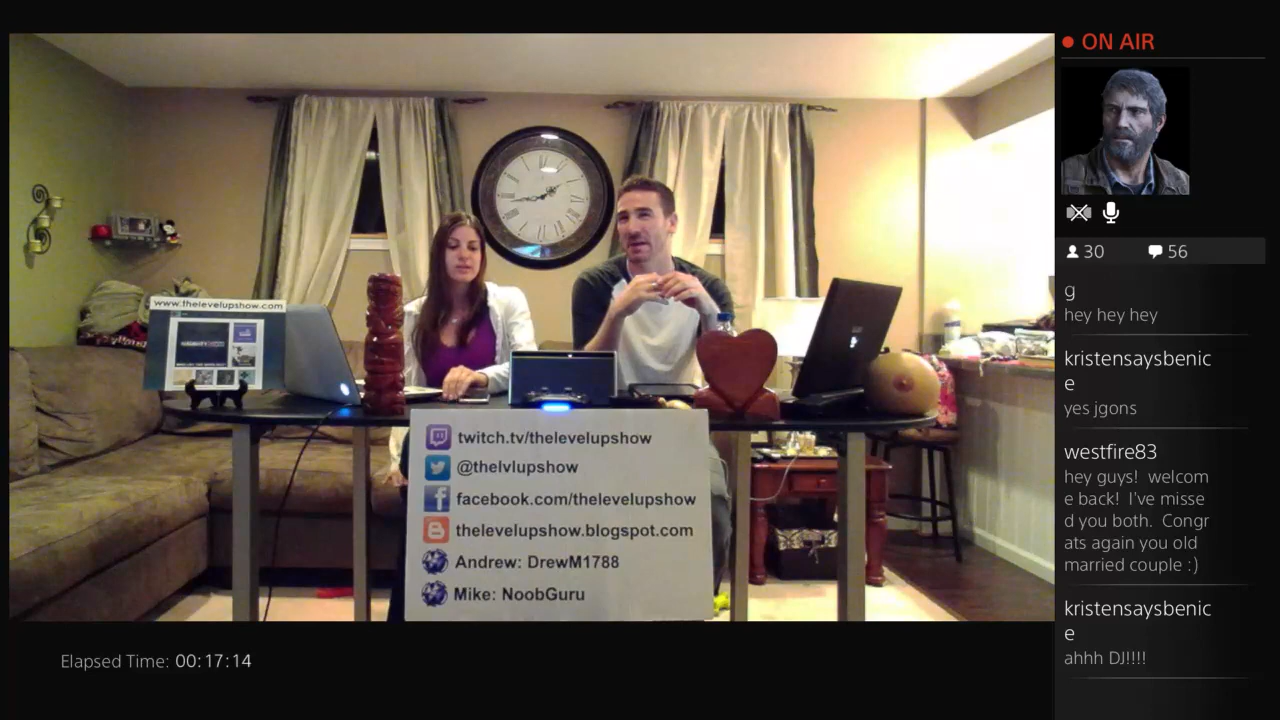 ON AIR
30 56
g
hey hey hey
kristensaysbenic
e
yes jgons
westfire83
hey guys! welcom
e back! I've misse
d you both. Congr
ats again you old
married couple :)
kristensaysbenic
e
ahhh DJ!!!!
www.thelevelupshow.com
twitch.tv/thelevelupshow
@thelvlupshow
facebook.com/thelevelupshow
thelevelupshow.blogspot.com
Andrew: DrewM1788
Mike: NoobGuru
Elapsed Time: 00:17:14